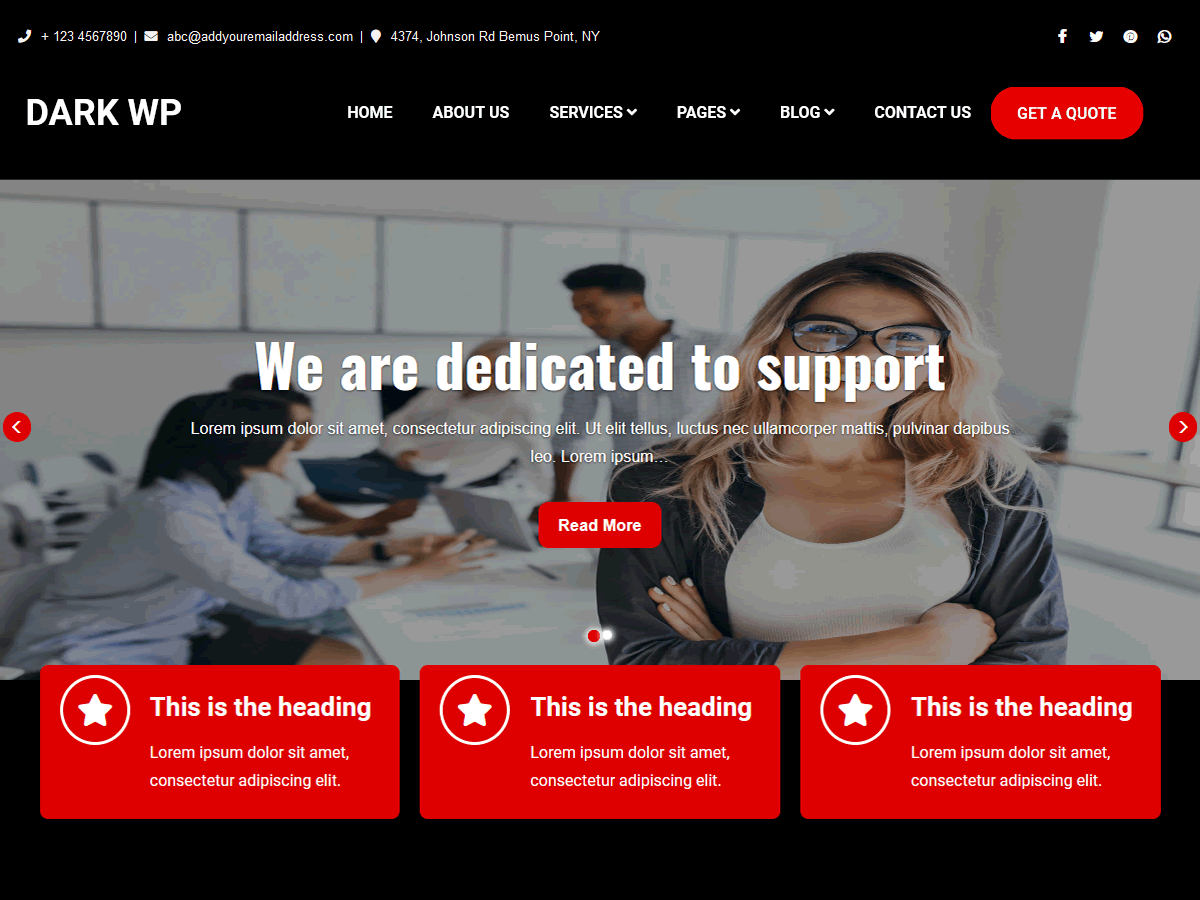 + 123 4567890 | abc@addyouremailaddress.com | 4374, Johnson Rd Bemus Point, NY
DARK WP HOME ABOUT US SERVICES PAGES BLOG CONTACT US GET A QUOTE
We are dedicated to support
Lorem ipsum dolor sit amet, consectetur adipiscing elit. Ut elit tellus, luctus nec ullamcorper mattis, pulvinar dapibus
leo. Lorem ipsum...
Read More
This is the heading
Lorem ipsum dolor sit amet,
consectetur adipiscing elit.
This is the heading
Lorem ipsum dolor sit amet,
consectetur adipiscing elit.
This is the heading
Lorem ipsum dolor sit amet,
consectetur adipiscing elit.